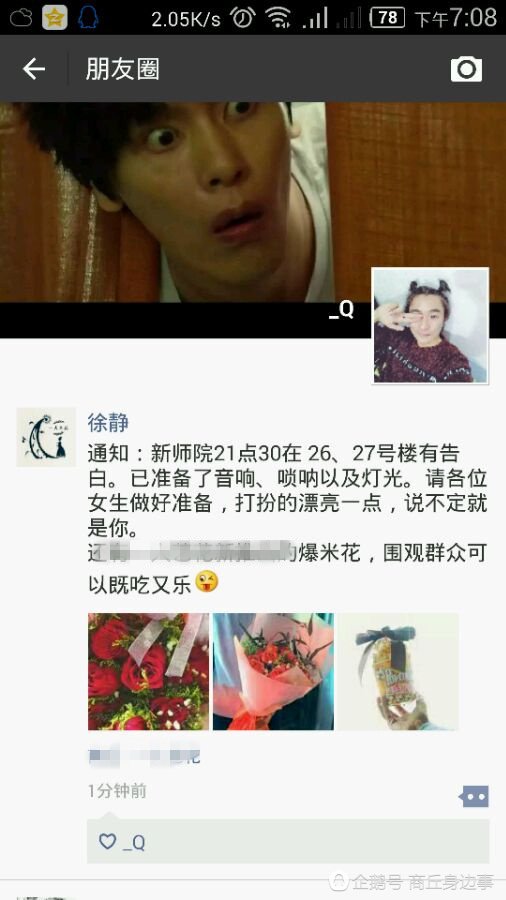 2.05K/s 78 下午7:08
朋友圈
_Q
徐静
通知：新师院21点30在 26、27号楼有告
白。已准备了音响、唢呐以及灯光。请各位
女生做好准备，打扮的漂亮一点，说不定就
是你。
还 的爆米花，围观群众可
以既吃又乐
花
1分钟前
_Q
企鹅号 商丘身边事